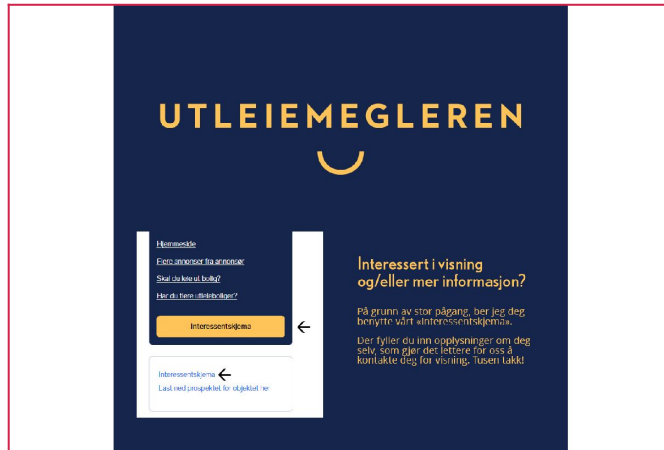 UTLEIEMEGLEREN
Hjemmeside
Flere annonser fra annonsør
Skal du leie ut bolig?
Har du flere utleieboliger?
Interessentskjema
Interessentskjema
Last ned prospektet for objektet her
Interessert i visning
og/eller mer informasjon?
På grunn av stor pågang, ber jeg deg
benytte vårt «interessentskjema».
Der fyller du inn opplysninger om deg
selv, som gjør det lettere for oss å
kontakte deg for visning. Tusen takk!